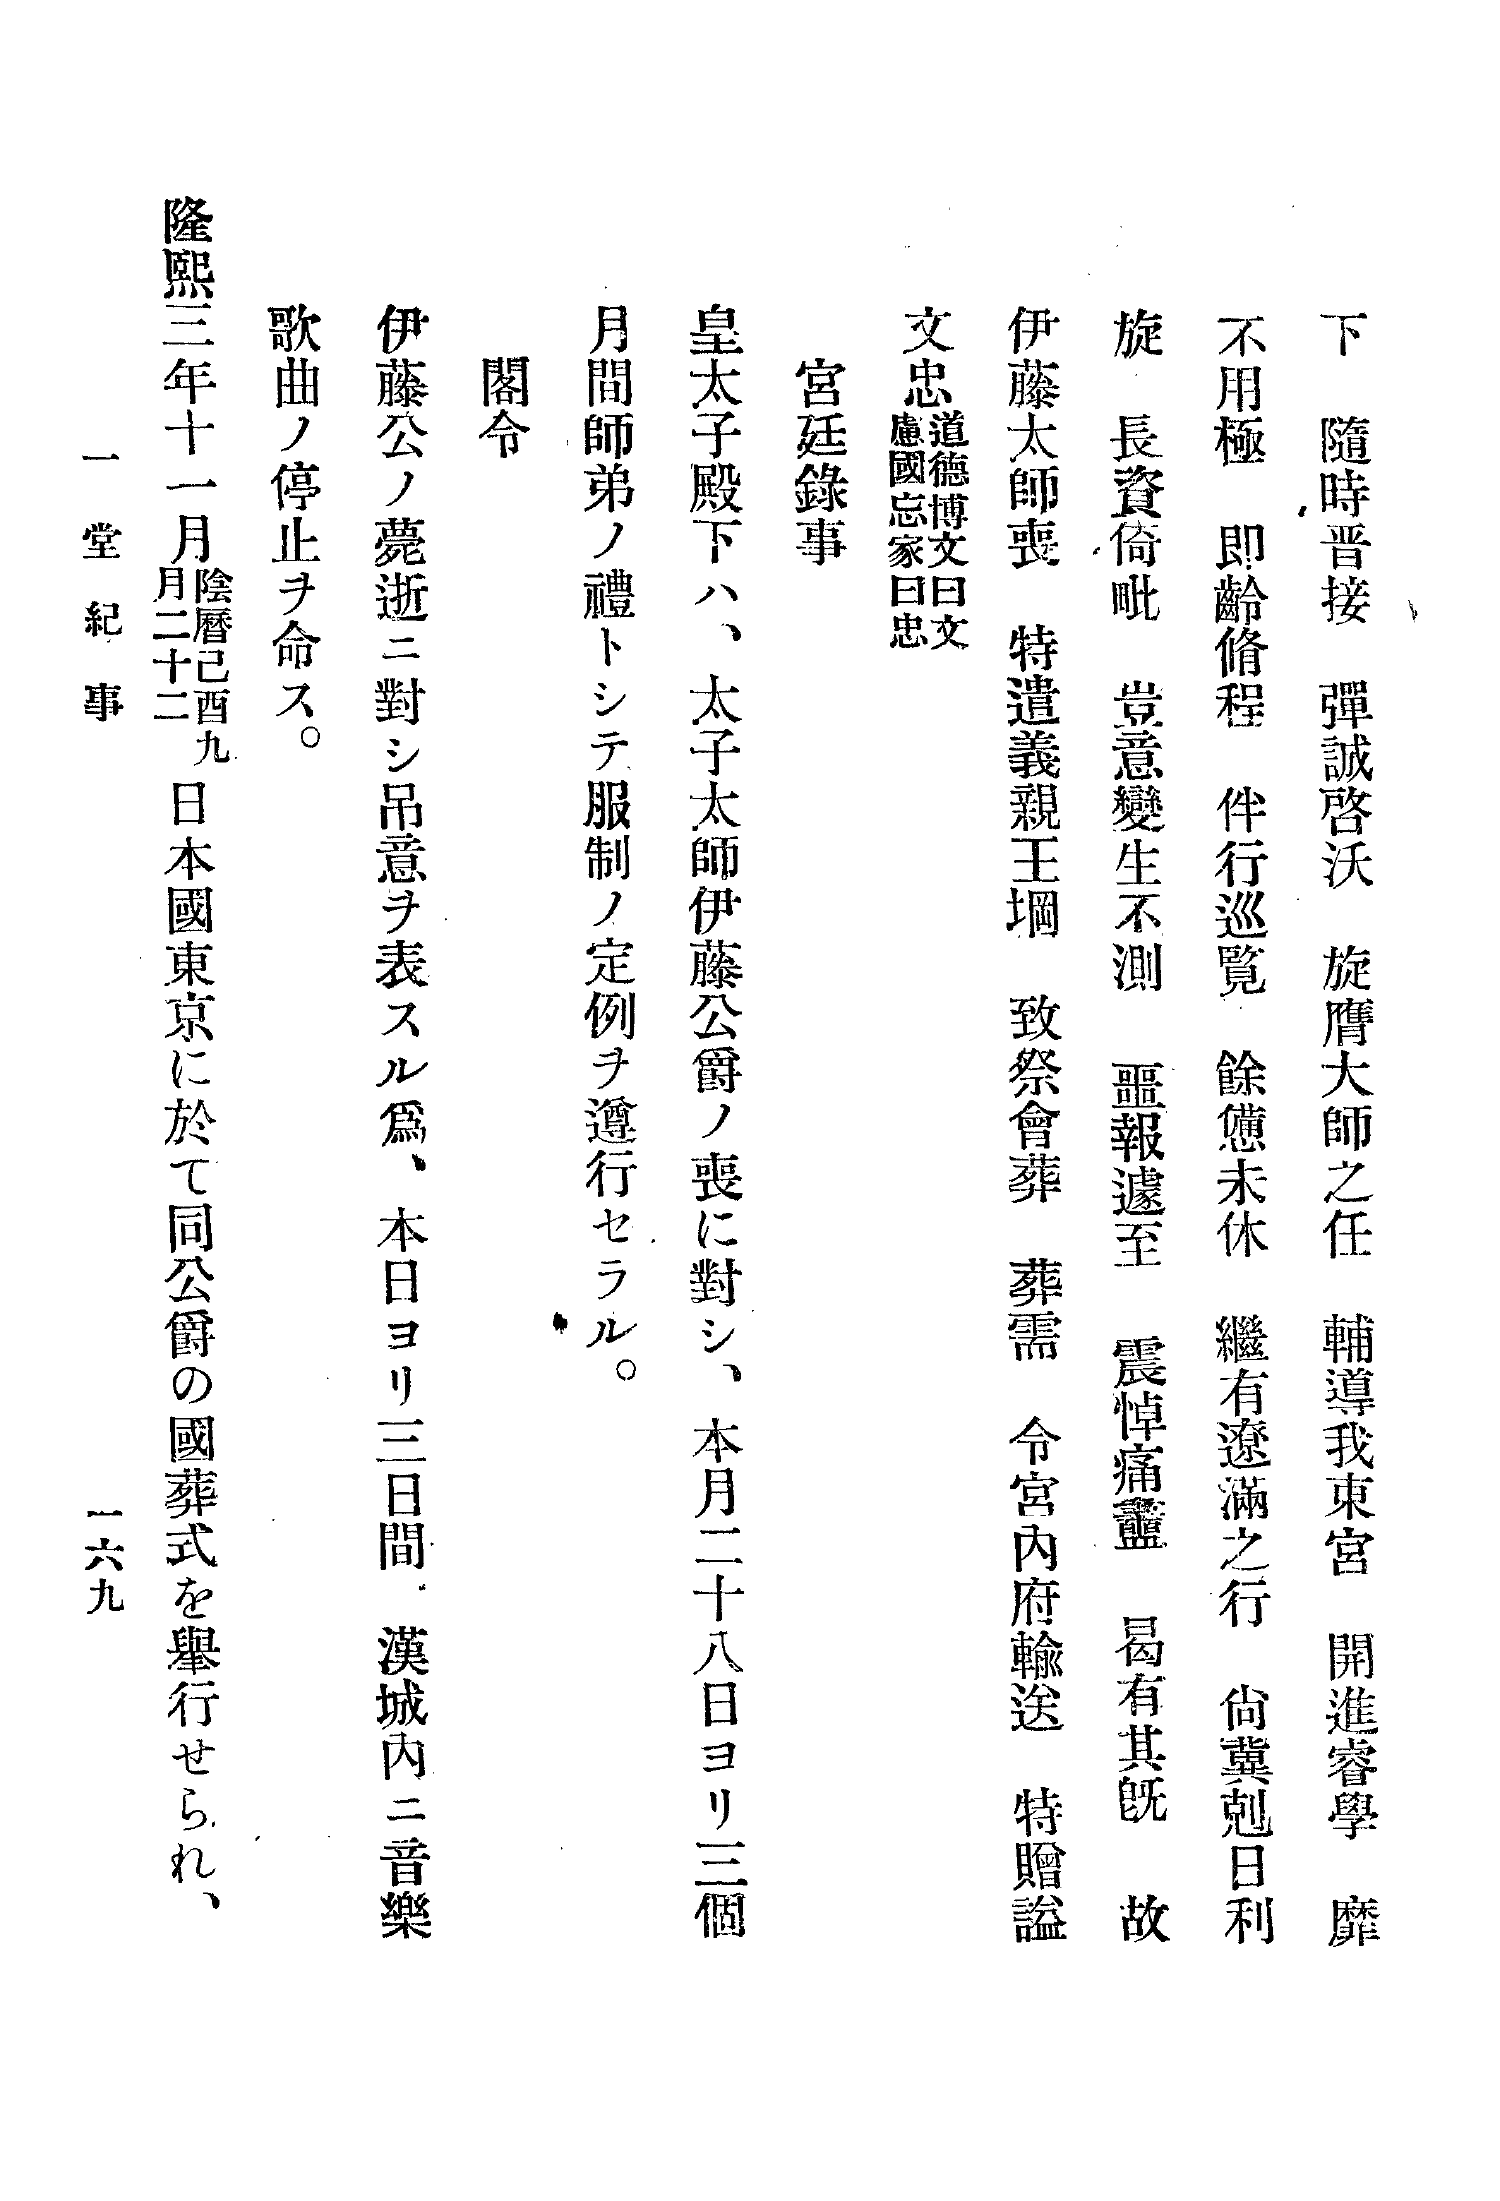 下　隨時晋接　彈誠啓沃　旋膺大師之任　輔導我東宮　開進睿學　靡
不用極　即齡脩程　伴行巡覧　餘憊未休　繼有遼滿之行　尙冀剋日利
旋　長資倚毗　豈意變生不測　噩報遽至　震悼痛衋　曷有其旣　故
伊藤太師喪　特遣義親王堈　致祭會葬　葬需　令宮內府輸送　特贈謚
文忠道德博文曰文慮國忘家曰忠
宮廷錄事
皇太子殿下ハ、太子太師伊藤公爵ノ喪に對シ、本月二十八日ヨリ三個
月間師弟ノ禮トシテ服制ノ定例ヲ遵行セラル。
閣令
伊藤公ノ薨逝ニ對シ吊意ヲ表スル爲、本日ヨリ三日間、漢城內ニ音樂
歌曲ノ停止ヲ命ス。
隆熙三年十一月陰曆己酉九月二十二日本國東京に於て同公爵の國葬式を擧行せられ、
一堂紀事
一六九